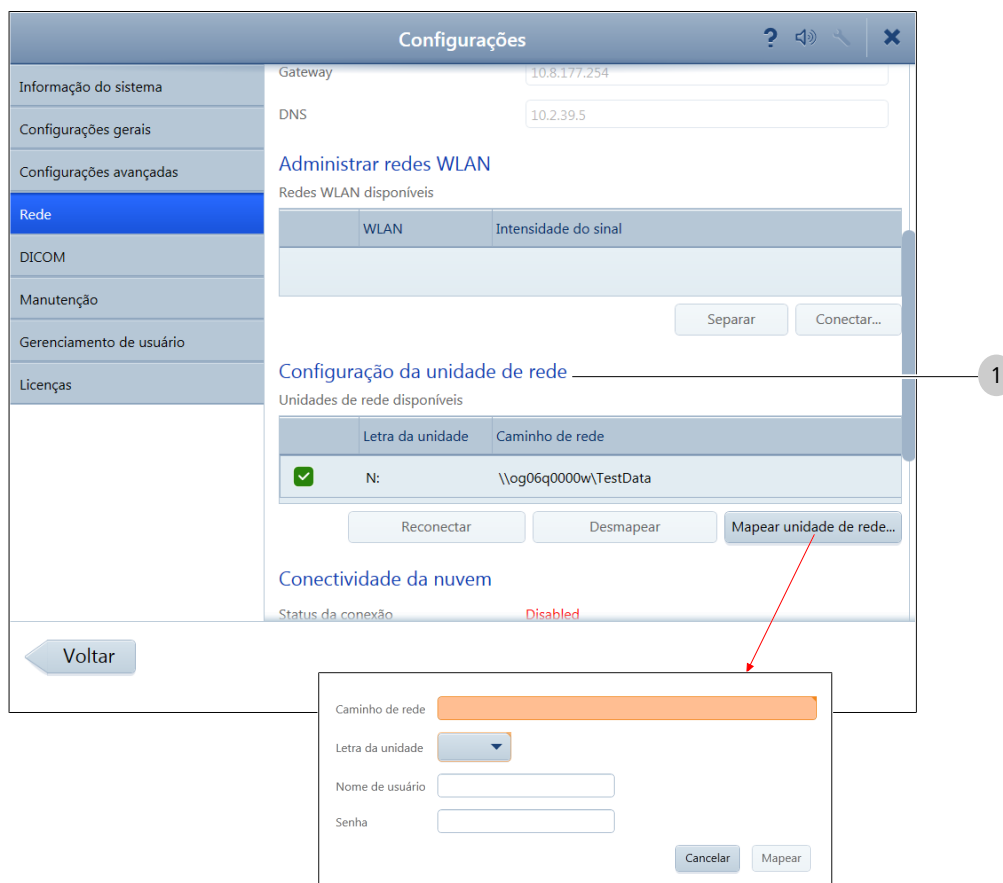 Configurações
?
Informação do sistema
Configurações gerais
Configurações avançadas
Rede
DICOM
Manutenção
Gerenciamento de usuário
Licenças
Gateway 10.8.177.254
DNS 10.2.39.5
Administrar redes WLAN
Redes WLAN disponíveis
WLAN Intensidade do sinal
Separar Conectar...
Configuração da unidade de rede
1
Unidades de rede disponíveis
Letra da unidade Caminho de rede
N: \\og06q0000w\TestData
Reconectar Desmapear Mapear unidade de rede...
Conectividade da nuvem
Status da conexão Disabled
Voltar
Caminho de rede
Letra da unidade
Nome de usuário
Senha
Cancelar Mapear